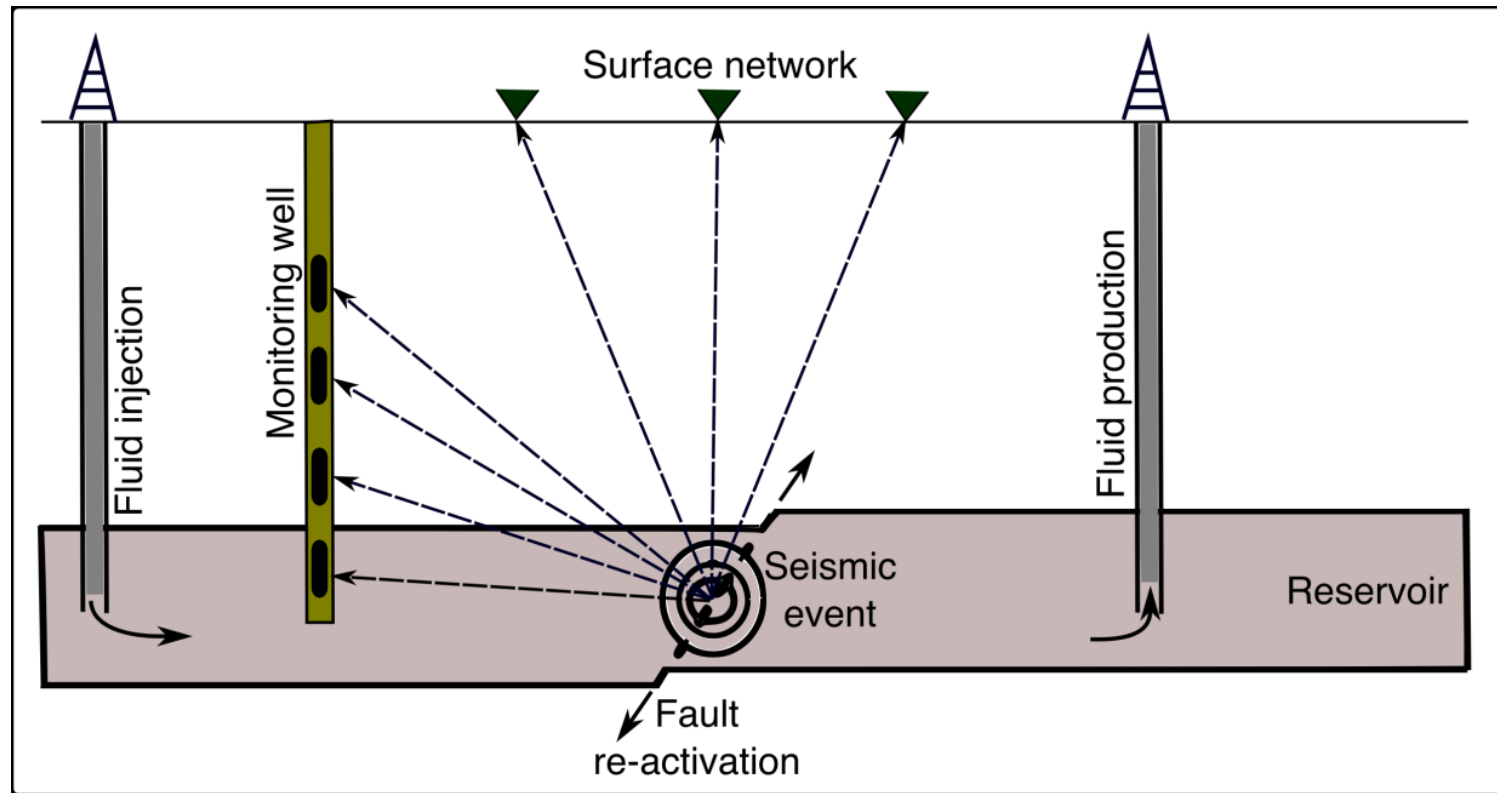 Surface network
Monitoring well
Fluid injection
Fluid production
Seismic
event
Reservoir
Fault
re-activation